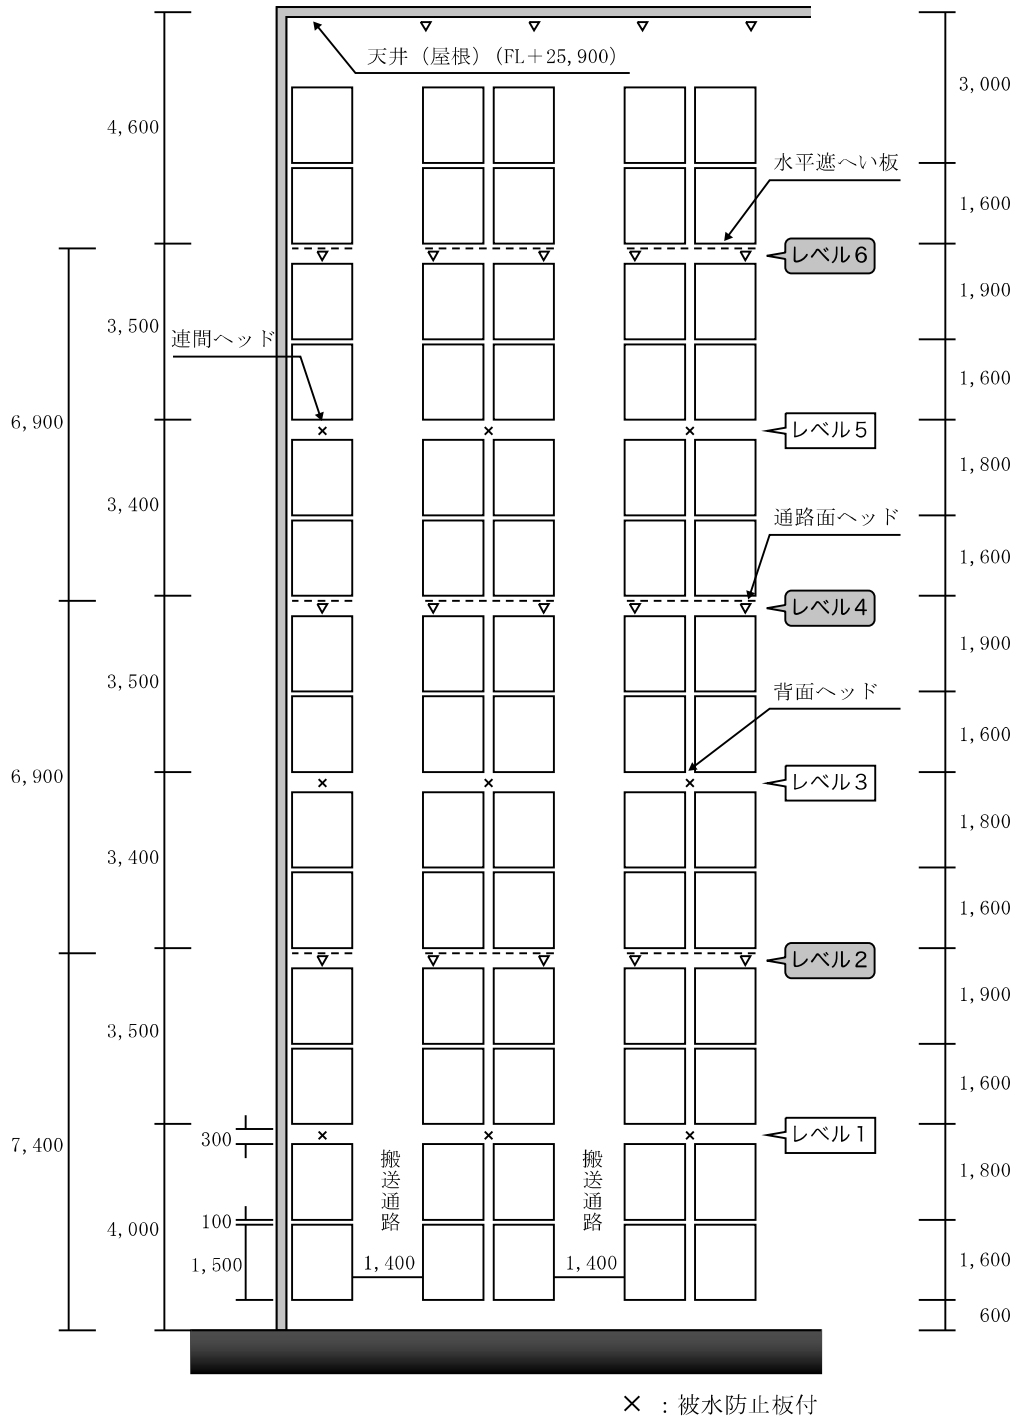 天井（屋根）(FL＋25,900)
3,000
4,600
水平遮へい板
1,600
レベル6
1,900
3,500
連間ヘッド
1,600
6,900
レベル5
1,800
3,400
通路面ヘッド
1,600
レベル4
1,900
3,500
背面ヘッド
1,600
6,900
レベル3
1,800
3,400
1,600
レベル2
1,900
3,500
1,600
レベル1
300
7,400
搬送通路
搬送通路
1,800
100
4,000
1,500
1,400
1,400
1,600
600
× ：被水防止板付